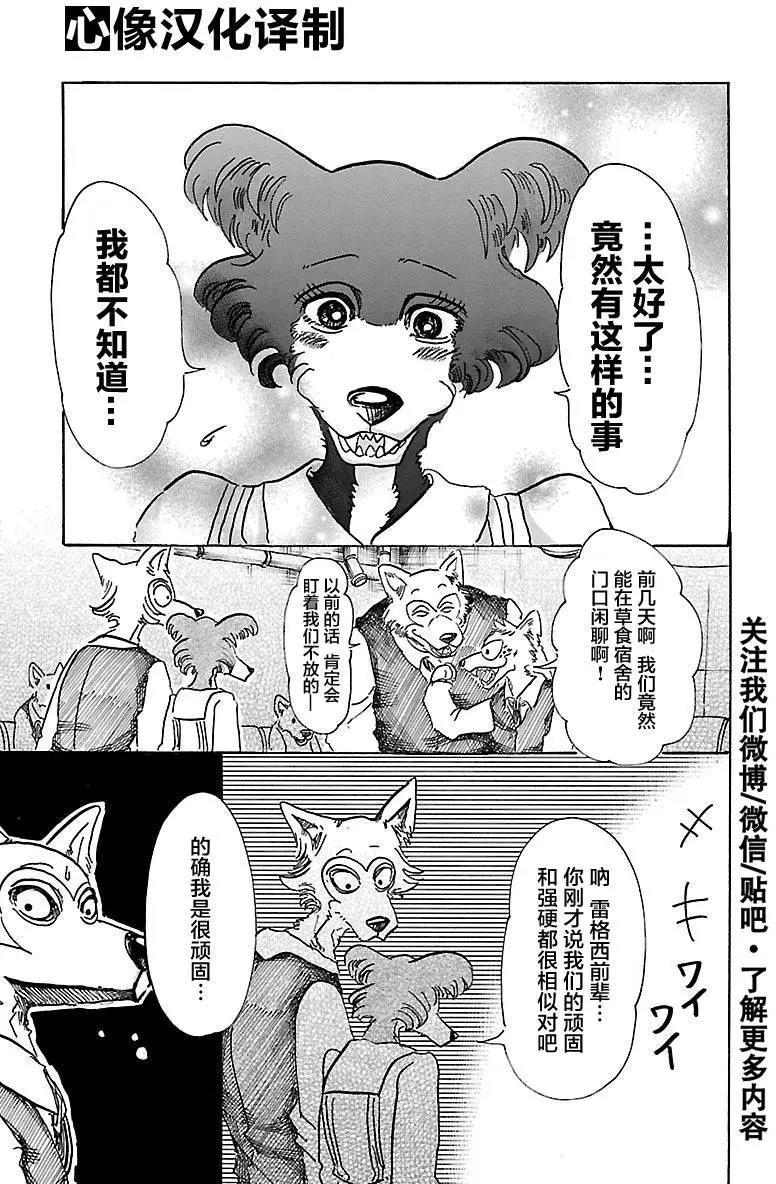 心像汉化译制
…太好了…
竟然有这样的事
我都不知道…
前几天啊 我们竟然
能在草食宿舍的
门口闲聊啊！
以前的话 肯定会
盯着我们不放的—
呐 雷格西前辈…
你刚才说我们的顽固
和强硬都很相似对吧
ワイ
ワイ
的确我是很顽固…
关注我们微博/微信/贴吧·了解更多内容